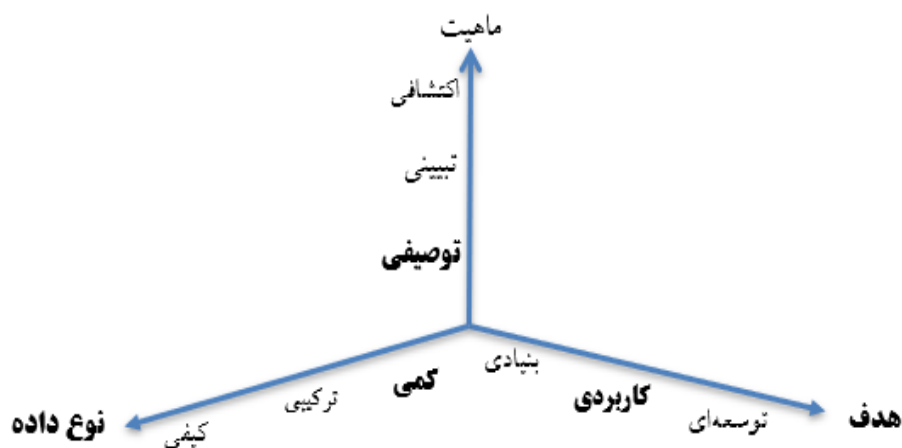 ماهیت
اکتشافی
تبیینی
توصیفی
بنیادی
کاربردی
توسعه‌ای
هدف
کمی
ترکیبی
کیفی
نوع داده